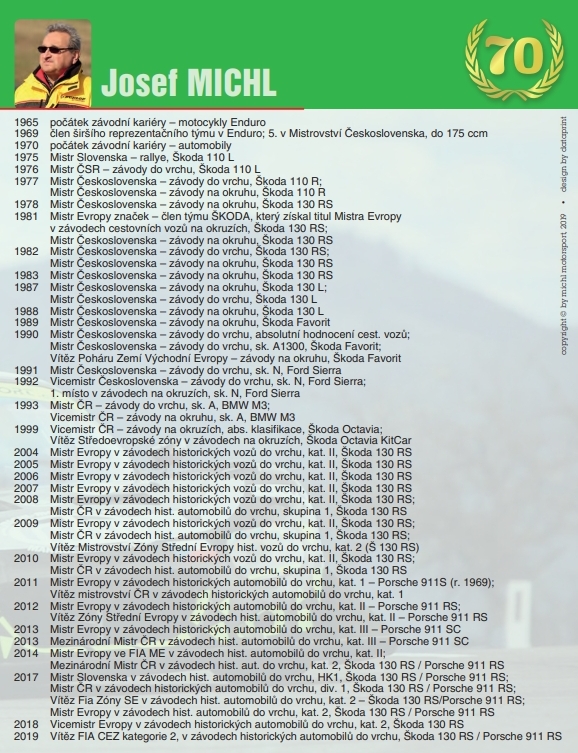 70
Josef MICHL
1965 počátek závodní kariéry – motocykly Enduro
1969 člen širšího reprezentačního týmu v Enduro; 5. v Mistrovství Československa, do 175 ccm
1970 počátek závodní kariéry – automobily
1975 Mistr Slovenska – rallye, Škoda 110 L
1976 Mistr ČSR – závody do vrchu, Škoda 110 L
1977 Mistr Československa – závody do vrchu, Škoda 110 R;
Mistr Československa – závody na okruhu, Škoda 110 R
1978 Mistr Československa – závody na okruhu, Škoda 130 RS
1981 Mistr Evropy značek – člen týmu ŠKODA, který získal titul Mistra Evropy
v závodech cestovních vozů na okruzích, Škoda 130 RS;
Mistr Československa – závody na okruhu, Škoda 130 RS
1982 Mistr Československa – závody do vrchu, Škoda 130 RS;
Mistr Československa – závody na okruhu, Škoda 130 RS
1983 Mistr Československa – závody na okruhu, Škoda 130 RS
1987 Mistr Československa – závody na okruhu, Škoda 130 L;
Mistr Československa – závody do vrchu, Škoda 130 L
1988 Mistr Československa – závody na okruhu, Škoda 130 L
1989 Mistr Československa – závody na okruhu, Škoda Favorit
1990 Mistr Československa – závody do vrchu, absolutní hodnocení cest. vozů;
Mistr Československa – závody do vrchu, sk. A1300, Škoda Favorit;
Vítěz Poháru Zemí Východní Evropy – závody na okruhu, Škoda Favorit
1991 Mistr Československa – závody na okruhu, sk. N, Ford Sierra
1992 Vicemistr Československa – závody do vrchu, sk. N, Ford Sierra;
1. místo v závodech na okruzích, sk. N, Ford Sierra
1993 Mistr ČR – závody do vrchu, sk. A, BMW M3;
Vicemistr ČR – závody na okruhu, sk. A, BMW M3
1999 Vicemistr ČR – závody na okruzích, abs. klasifikace, Škoda Octavia;
Vítěz Středoevropské zóny v závodech na okruzích, Škoda Octavia KitCar
2004 Mistr Evropy v závodech historických vozů do vrchu, kat. II, Škoda 130 RS
2005 Mistr Evropy v závodech historických vozů do vrchu, kat. II, Škoda 130 RS
2006 Mistr Evropy v závodech historických vozů do vrchu, kat. II, Škoda 130 RS
2007 Mistr Evropy v závodech historických vozů do vrchu, kat. II, Škoda 130 RS
2008 Mistr Evropy v závodech historických vozů do vrchu, kat. II, Škoda 130 RS;
Mistr ČR v závodech hist. automobilů do vrchu, skupina 1, Škoda 130 RS
2009 Mistr Evropy v závodech historických vozů do vrchu, kat. II, Škoda 130 RS;
Mistr ČR v závodech hist. automobilů do vrchu, skupina 1, Škoda 130 RS;
Vítěz Mistrovství Zóny Střední Evropy hist. vozů do vrchu, kat. 2 (Š 130 RS)
2010 Mistr Evropy v závodech historických vozů do vrchu, kat. II, Škoda 130 RS;
Mistr ČR v závodech hist. automobilů do vrchu, skupina 1, Škoda 130 RS
2011 Mistr Evropy v závodech historických automobilů do vrchu, kat. 1 – Porsche 911S (r. 1969);
Vítěz mistrovství ČR v závodech hist. automobilů do vrchu, kat. 1
2012 Mistr Evropy v závodech historických automobilů do vrchu, kat. II – Porsche 911 RS;
Vítěz Zóny Střední Evropy v závodech hist. automobilů do vrchu, kat. II – Porsche 911 RS
2013 Mistr Evropy v závodech historických automobilů do vrchu, kat. III – Porsche 911 SC
2013 Mezinárodní Mistr ČR v závodech hist. automobilů do vrchu, kat. III – Porsche 911 SC
2014 Mistr Evropy ve FIA ME v závodech hist. automobilů do vrchu, kat. II;
Mezinárodní Mistr ČR v závodech hist. aut. do vrchu, kat. 2, Škoda 130 RS / Porsche 911 RS
2017 Mistr Slovenska v závodech hist. automobilů do vrchu, HK1, Škoda 130 RS / Porsche 911 RS;
Mistr ČR v závodech historických automobilů do vrchu, div. 1, Škoda 130 RS / Porsche 911 RS;
Vítěz Fia Zóny SE v závodech hist. automobilů do vrchu, kat. 2 – Škoda 130 RS/Porsche 911 RS;
Mistr Evropy v závodech hist. automobilů do vrchu, kat. 2, Škoda 130 RS / Porsche 911 RS
2018 Vicemistr Evropy v závodech historických automobilů do vrchu, kat. 2, Škoda 130 RS
2019 Vítěz FIA CEZ kategorie 2, v závodech historických automobilů do vrchu, Škoda 130 RS / Porsche 911 RS
copyright © by michl motorsport 2019 • design by dataprint